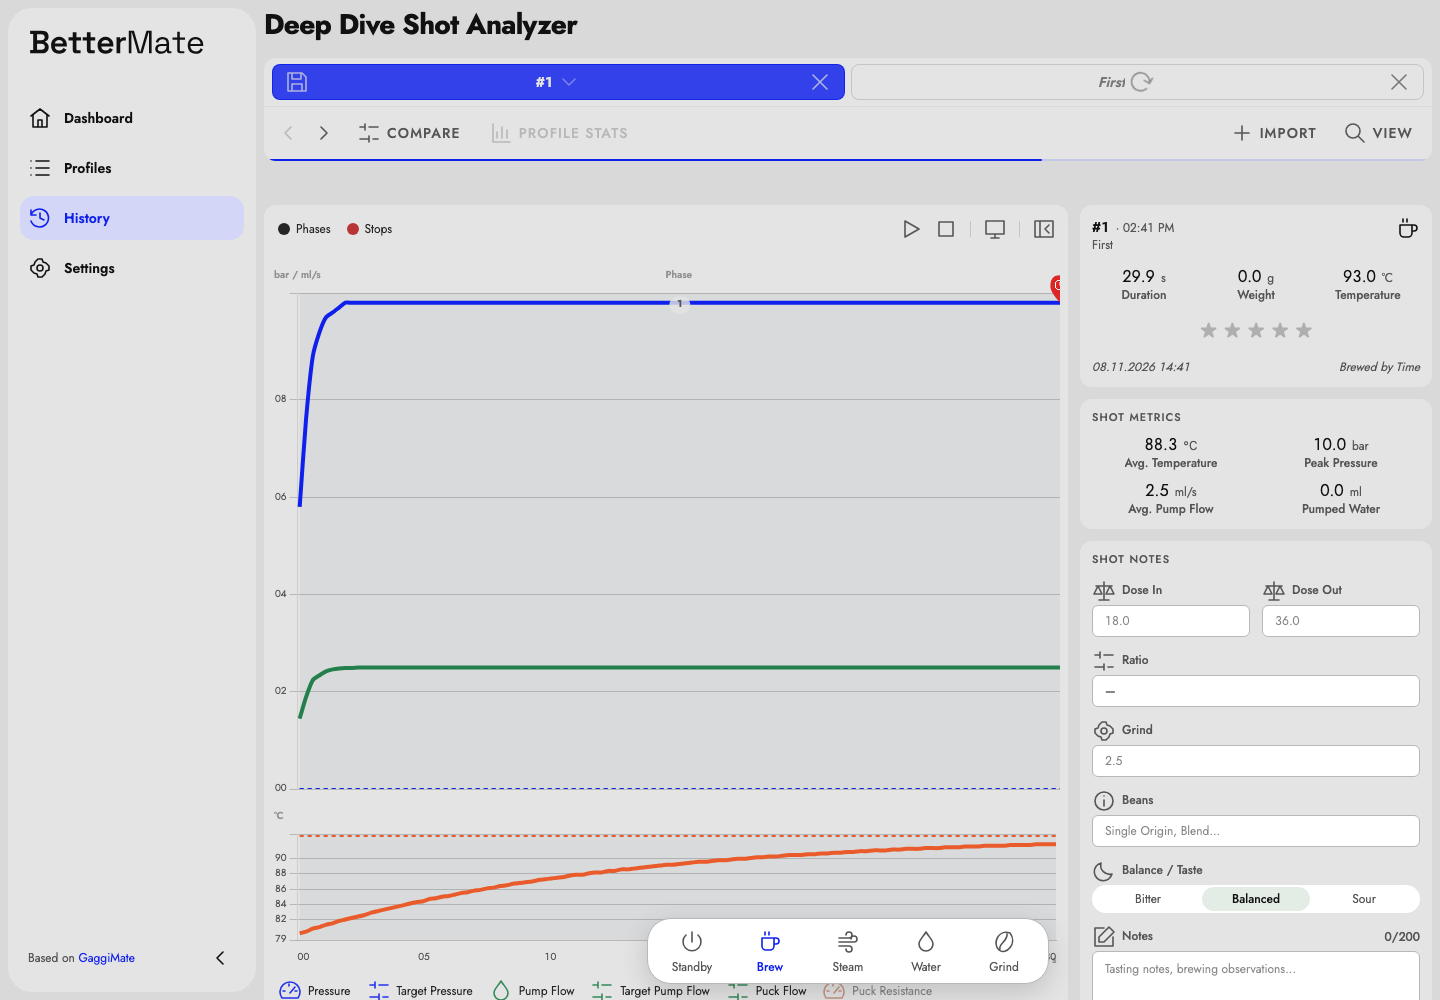 Deep Dive Shot Analyzer
BetterMate
Dashboard
Profiles
History
Settings
Based on GaggiMate
#1
First
COMPARE
PROFILE STATS
IMPORT
VIEW
Phases
Stops
bar / ml/s
Phase
1
08
06
04
02
00
°C
90
88
86
84
82
79
00
05
10
Pressure
Target Pressure
Pump Flow
Target Pump Flow
Puck Flow
Puck Resistance
#1 · 02:41 PM
First
29.9 s
Duration
0.0 g
Weight
93.0 °C
Temperature
08.11.2026 14:41
Brewed by Time
SHOT METRICS
88.3 °C
Avg. Temperature
10.0 bar
Peak Pressure
2.5 ml/s
Avg. Pump Flow
0.0 ml
Pumped Water
SHOT NOTES
Dose In
18.0
Dose Out
36.0
Ratio
—
Grind
2.5
Beans
Single Origin, Blend...
Balance / Taste
Bitter
Balanced
Sour
Notes
0/200
Tasting notes, brewing observations...
Standby
Brew
Steam
Water
Grind